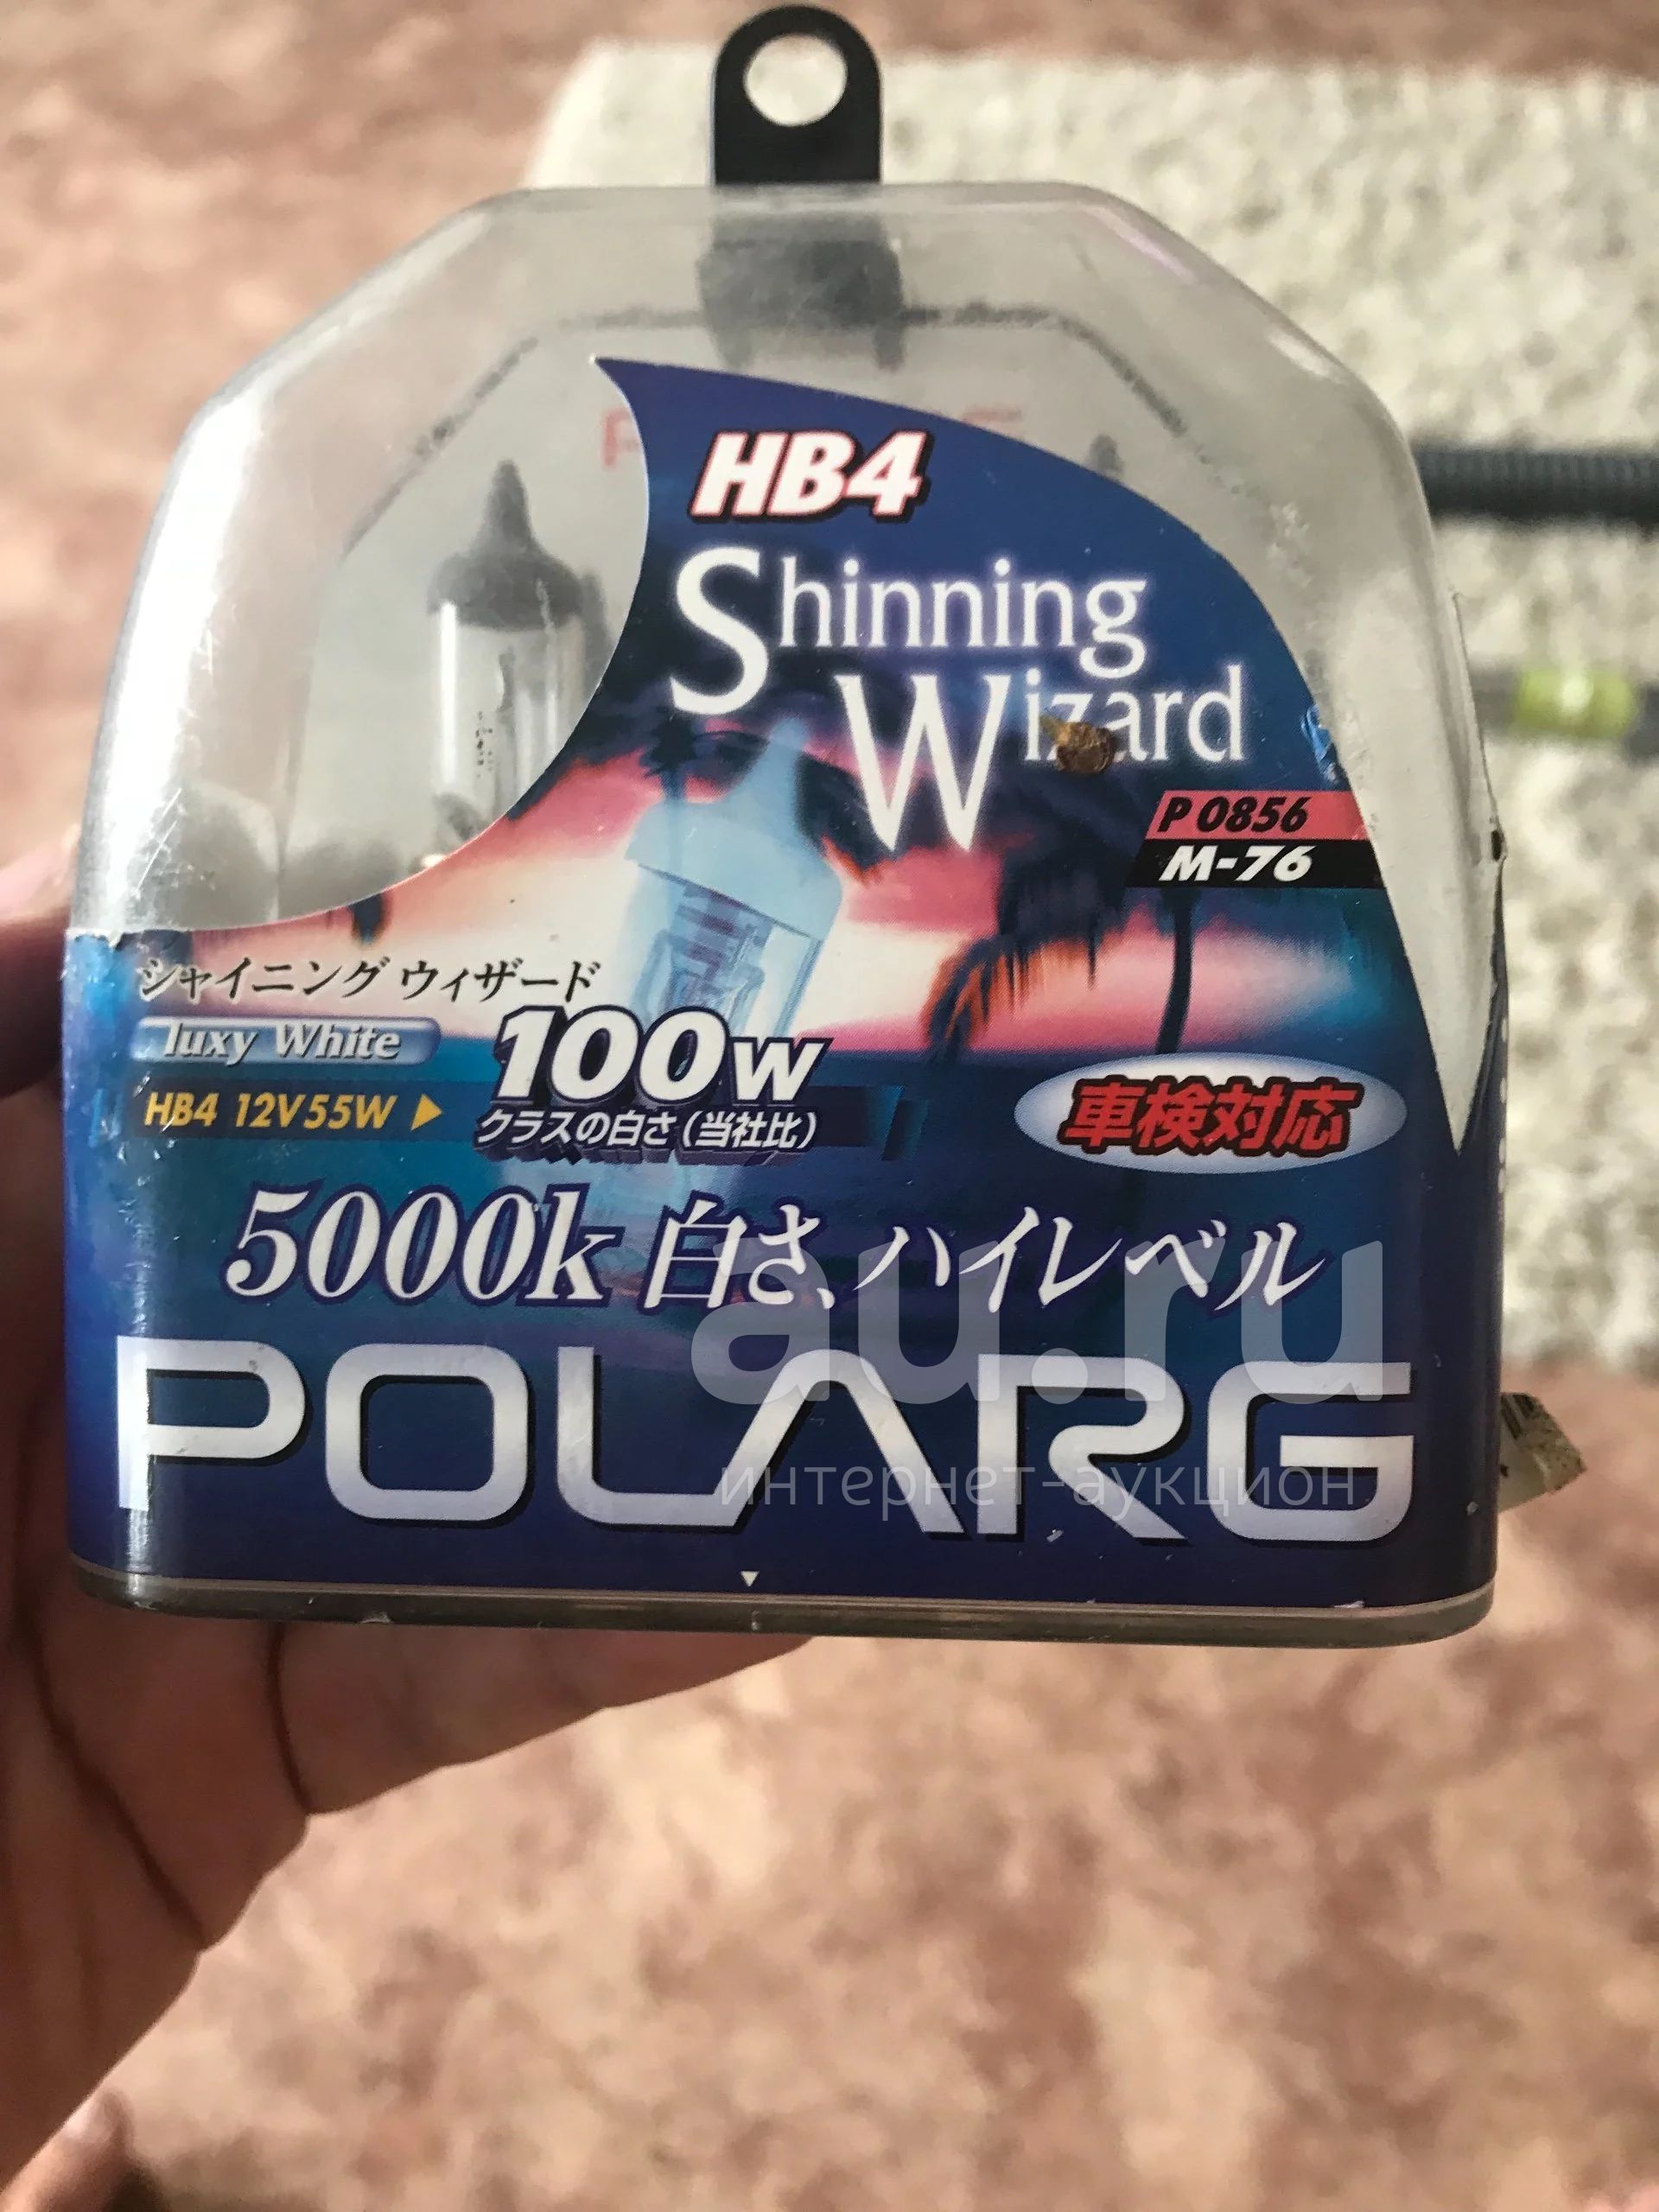 HB4
Shinning
Wizard
P 0856
M-76
シャイニング ウィザード
luxy White
100W
HB4 12V55W
クラスの白さ(当社比)
車検対応
5000k 白さ、ハイレベル
au.ru
POLARG
интернет-аукцион